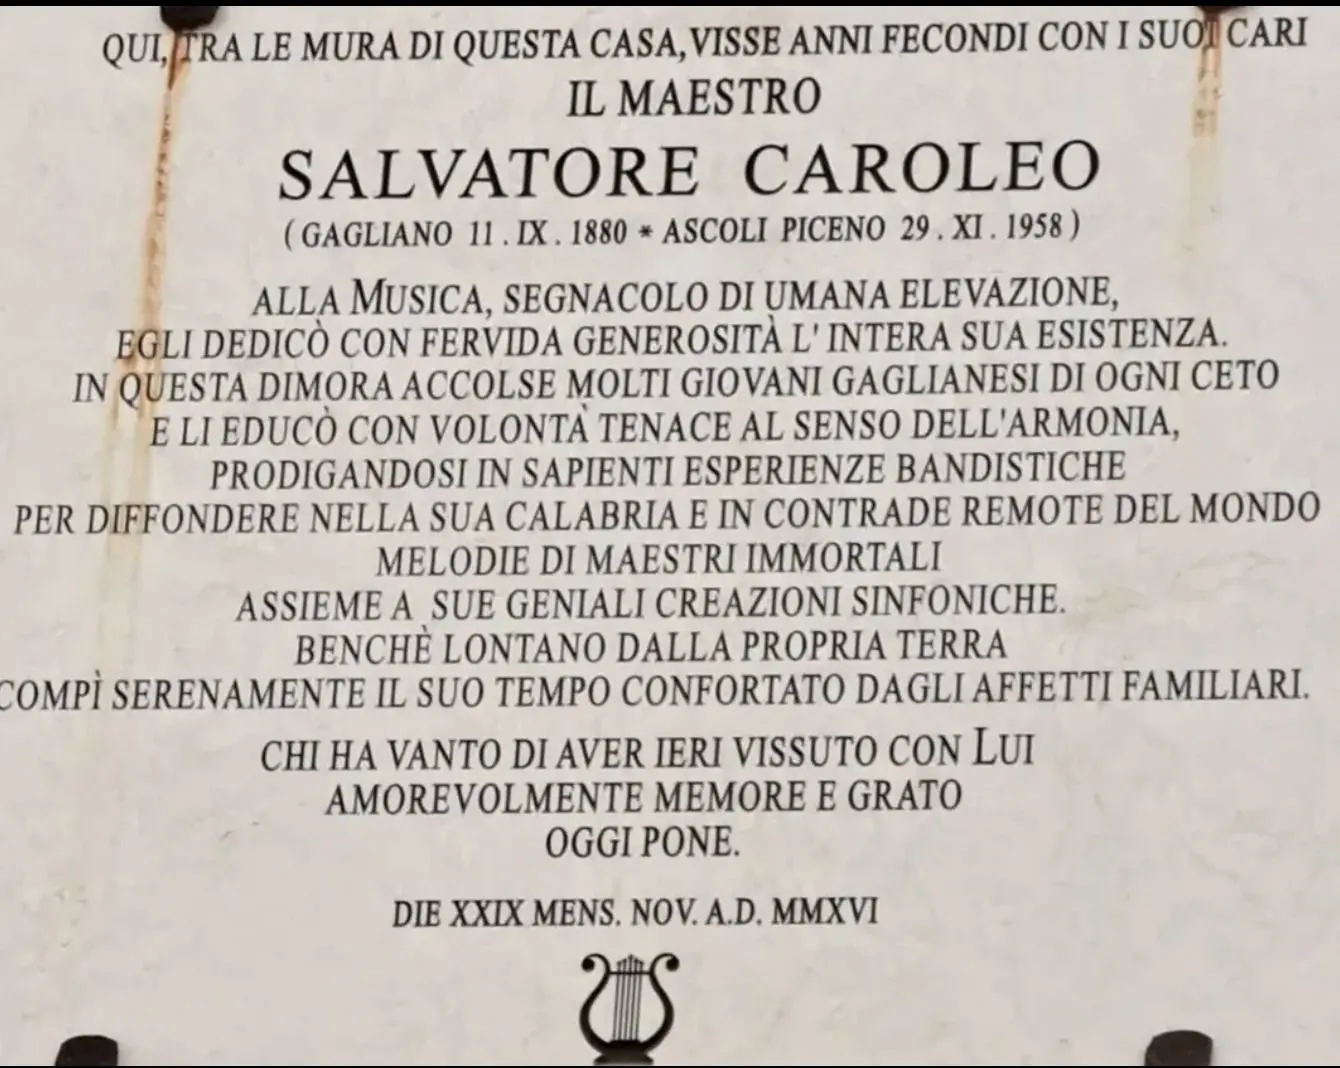 QUI, TRA LE MURA DI QUESTA CASA, VISSE ANNI FECONDI CON I SUOI CARI
IL MAESTRO
SALVATORE CAROLEO
( GAGLIANO 11 . IX . 1880 * ASCOLI PICENO 29 . XI . 1958 )
ALLA MUSICA, SEGNACOLO DI UMANA ELEVAZIONE,
EGLI DEDICÒ CON FERVIDA GENEROSITÀ L' INTERA SUA ESISTENZA.
IN QUESTA DIMORA ACCOLSE MOLTI GIOVANI GAGLIANESI DI OGNI CETO
E LI EDUCÒ CON VOLONTÀ TENACE AL SENSO DELL'ARMONIA,
PRODIGANDOSI IN SAPIENTI ESPERIENZE BANDISTICHE
PER DIFFONDERE NELLA SUA CALABRIA E IN CONTRADE REMOTE DEL MONDO
MELODIE DI MAESTRI IMMORTALI
ASSIEME A SUE GENIALI CREAZIONI SINFONICHE.
BENCHÈ LONTANO DALLA PROPRIA TERRA
COMPÌ SERENAMENTE IL SUO TEMPO CONFORTATO DAGLI AFFETTI FAMILIARI.
CHI HA VANTO DI AVER IERI VISSUTO CON LUI
AMOREVOLMENTE MEMORE E GRATO
OGGI PONE.
DIE XXIX MENS. NOV. A.D. MMXVI